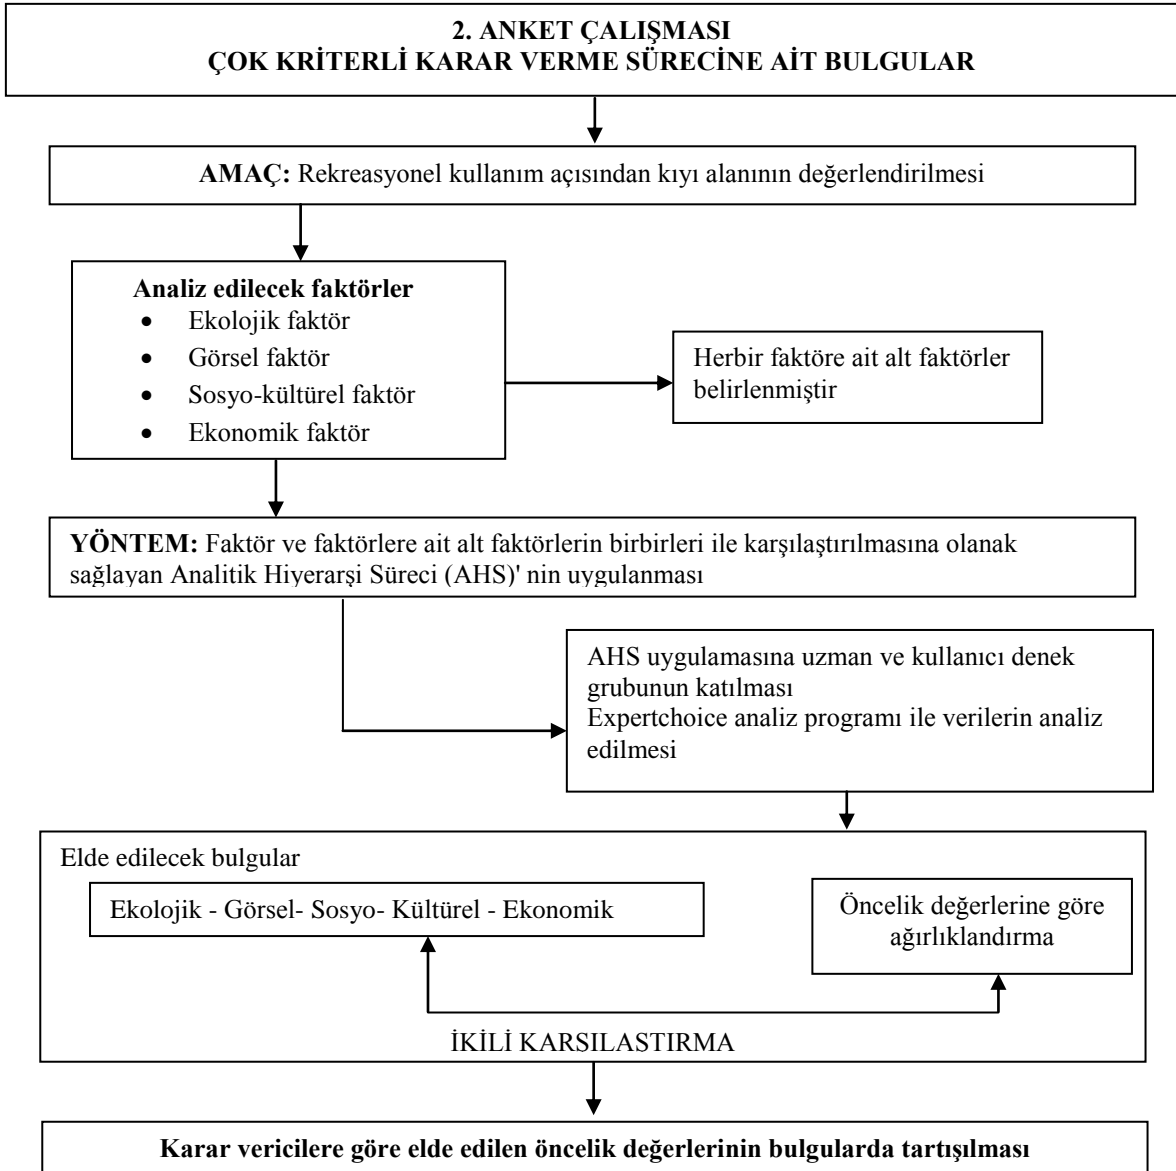 2. ANKET ÇALIŞMASI
ÇOK KRİTERLİ KARAR VERME SÜRECİNE AİT BULGULAR
AMAÇ: Rekreasyonel kullanım açısından kıyı alanının değerlendirilmesi
Analiz edilecek faktörler
• Ekolojik faktör
• Görsel faktör
• Sosyo-kültürel faktör
• Ekonomik faktör
Herbir faktöre ait alt faktörler
belirlenmiştir
YÖNTEM: Faktör ve faktörlere ait alt faktörlerin birbirleri ile karşılaştırılmasına olanak
sağlayan Analitik Hiyerarşi Süreci (AHS)' nin uygulanması
AHS uygulamasına uzman ve kullanıcı denek
grubunun katılması
Expertchoice analiz programı ile verilerin analiz
edilmesi
Elde edilecek bulgular
Ekolojik - Görsel- Sosyo- Kültürel - Ekonomik
Öncelik değerlerine göre
ağırlıklandırma
İKİLİ KARSILASTIRMA
Karar vericilere göre elde edilen öncelik değerlerinin bulgularda tartışılması